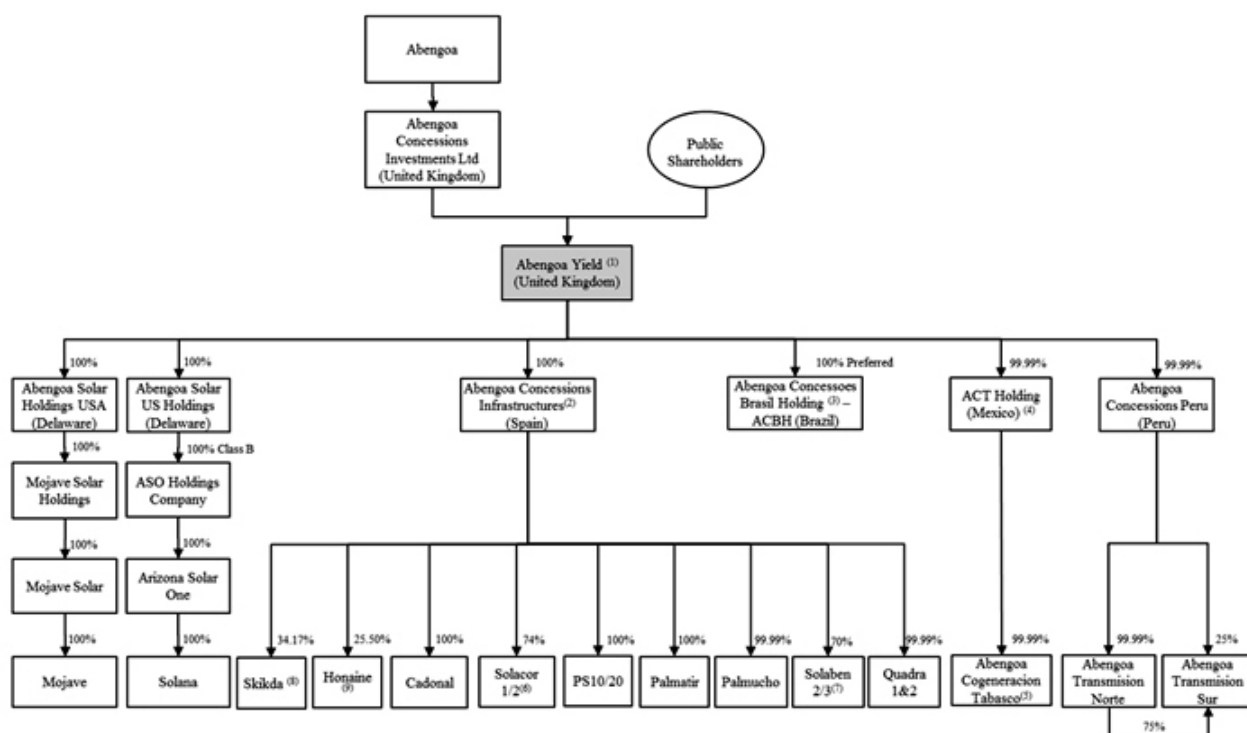 Abengoa
Abengoa
Concessions
Investments Ltd
(United Kingdom)
Public
Shareholders
Abengoa Yield (1)
(United Kingdom)
100%
100%
100%
100% Preferred
99.99%
99.99%
Abengoa Solar
Holdings USA
(Delaware)
Abengoa Solar
US Holdings
(Delaware)
Abengoa Concessions
Infrastructures(2)
(Spain)
Abengoa Concessoes
Brasil Holding (3) –
ACBH (Brazil)
ACT Holding
(Mexico) (4)
Abengoa
Concessions Peru
(Peru)
100%
100% Class B
Mojave Solar
Holdings
ASO Holdings
Company
100%
100%
Mojave Solar
Arizona Solar
One
100%
100%
34.17%
25.50%
100%
74%
100%
100%
99.99%
70%
99.99%
99.99%
99.99%
25%
Mojave
Solana
Skikda (8)
Honaine
(9)
Cadonal
Solacor
1/2(6)
PS10/20
Palmatir
Palmucho
Solaben
2/3(7)
Quadra
1&2
Abengoa
Cogeneracion
Tabasco(5)
Abengoa
Transmision
Norte
Abengoa
Transmision
Sur
75%